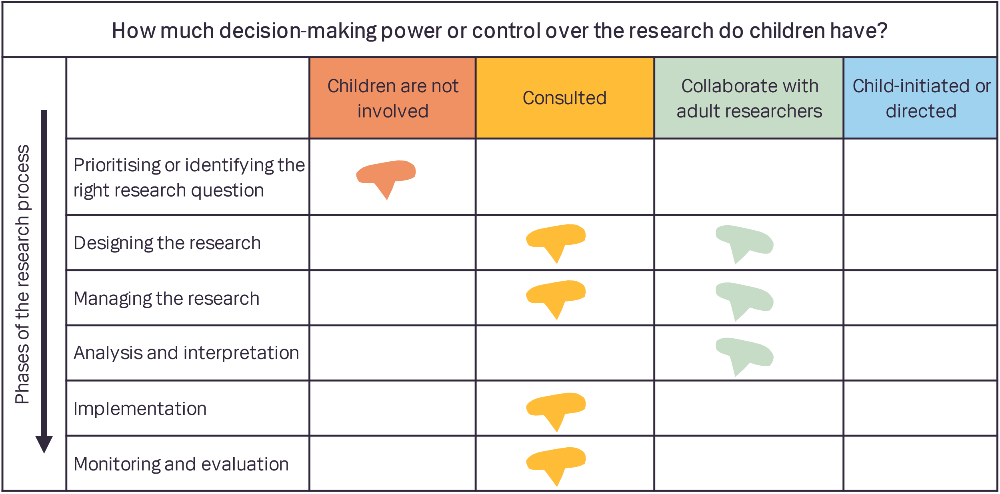 How much decision-making power or control over the research do children have?
Children are not
involved
Consulted
Collaborate with
adult researchers
Child-initiated or
directed
Phases of the research process
Prioritising or identifying the
right research question
Designing the research
Managing the research
Analysis and interpretation
Implementation
Monitoring and evaluation